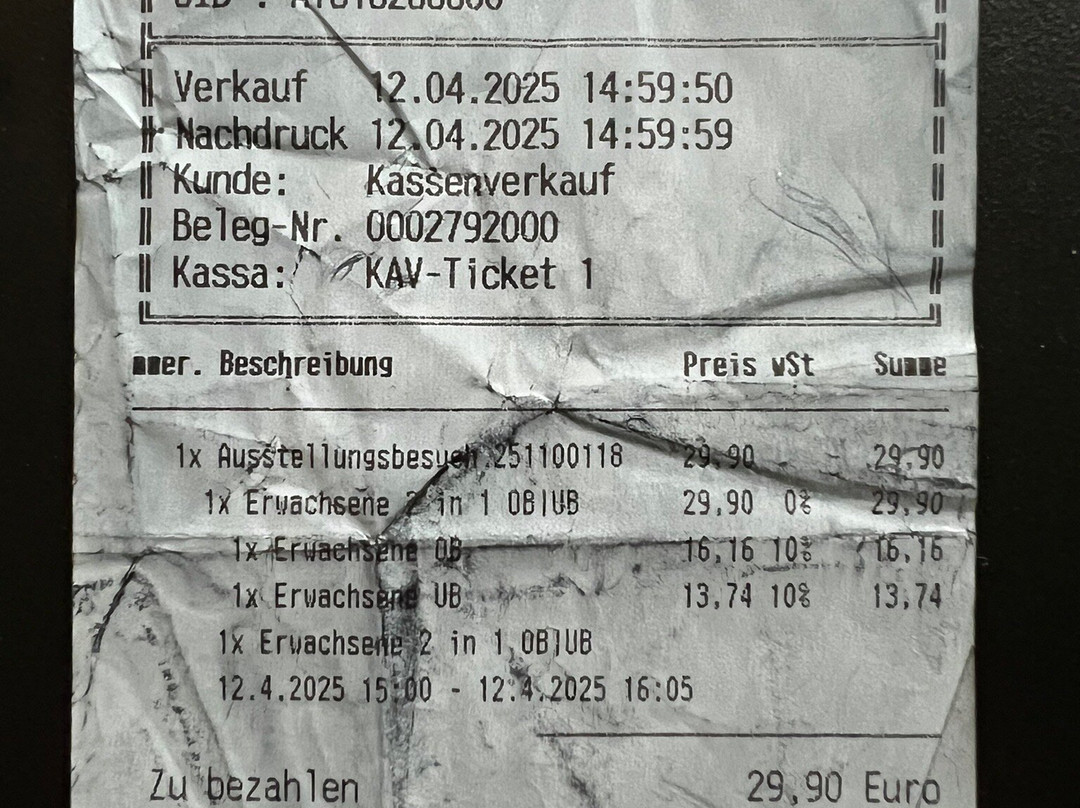 Verkauf 12.04.2025 14:59:50
Nachdruck 12.04.2025 14:59:59
Kunde: Kassenverkauf
Beleg-Nr. 0002792000
Kassa: KAV-Ticket 1
Beschreibung Preis vSt
1x Ausstellungsbesuch 251100118 29,90 29,90
1x Erwachsene 2 in 1 OB|UB 29,90 0% 29,90
1x Erwachsene OB 16,16 10% 16,16
1x Erwachsene UB 13,74 10% 13,74
1x Erwachsene 2 in 1 OB|UB
12.4.2025 15:00 - 12.4.2025 16:05
Zu bezahlen 29,90 Euro